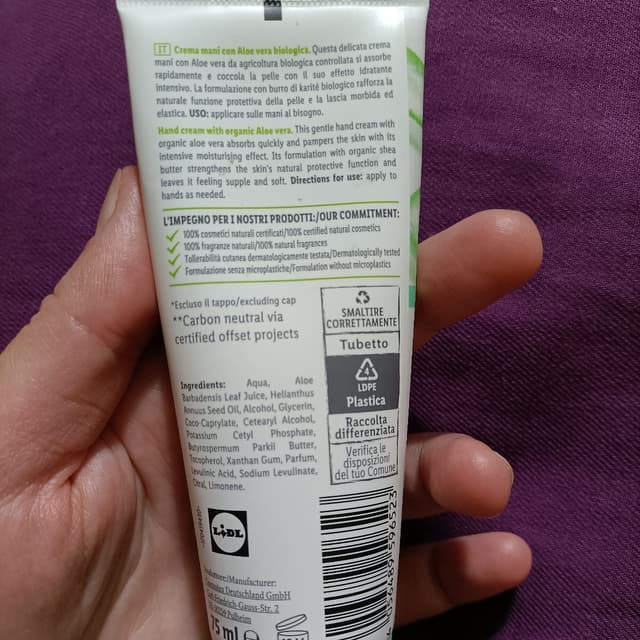 IT Crema mani con Aloe vera biologica. Questa delicata crema
mani con Aloe vera da agricoltura biologica controllata si assorbe
rapidamente e coccola la pelle con il suo effetto idratante
intensivo. La formulazione con burro di karité biologico rafforza la
naturale funzione protettiva della pelle e la lascia morbida ed
elastica. USO: applicare sulle mani al bisogno.
Hand cream with organic Aloe vera. This gentle hand cream with
organic aloe vera absorbs quickly and pampers the skin with its
intensive moisturising effect. Its formulation with organic shea
butter strengthens the skin's natural protective function and
leaves it feeling supple and soft. Directions for use: apply to
hands as needed.
L'IMPEGNO PER I NOSTRI PRODOTTI:/OUR COMMITMENT:
100% cosmetici naturali certificati/100% certified natural cosmetics
100% fragranze naturali/100% natural fragrances
Tollerabilità cutanea dermatologicamente testata/Dermatologically tested
Formulazione senza microplastiche/Formulation without microplastics
*Escluso il tappo/excluding cap
**Carbon neutral via
certified offset projects
SMALTIRE
CORRETTAMENTE
Tubetto
4
LDPE
Plastica
Raccolta
differenziata
Verifica le
disposizioni
del tuo Comune
Ingredients: Aqua, Aloe
Barbadensis Leaf Juice, Helianthus
Annuus Seed Oil, Alcohol, Glycerin,
Coco-Caprylate, Cetearyl Alcohol,
Potassium Cetyl Phosphate,
Butyrospermum Parkii Butter,
Tocopherol, Xanthan Gum, Parfum,
Levulinic Acid, Sodium Levulinate,
Citral, Limonene.
LIDL
Manufacturer:
Deutschland GmbH
-Friedrich-Gauss-Str. 2
Pulheim
75 ml